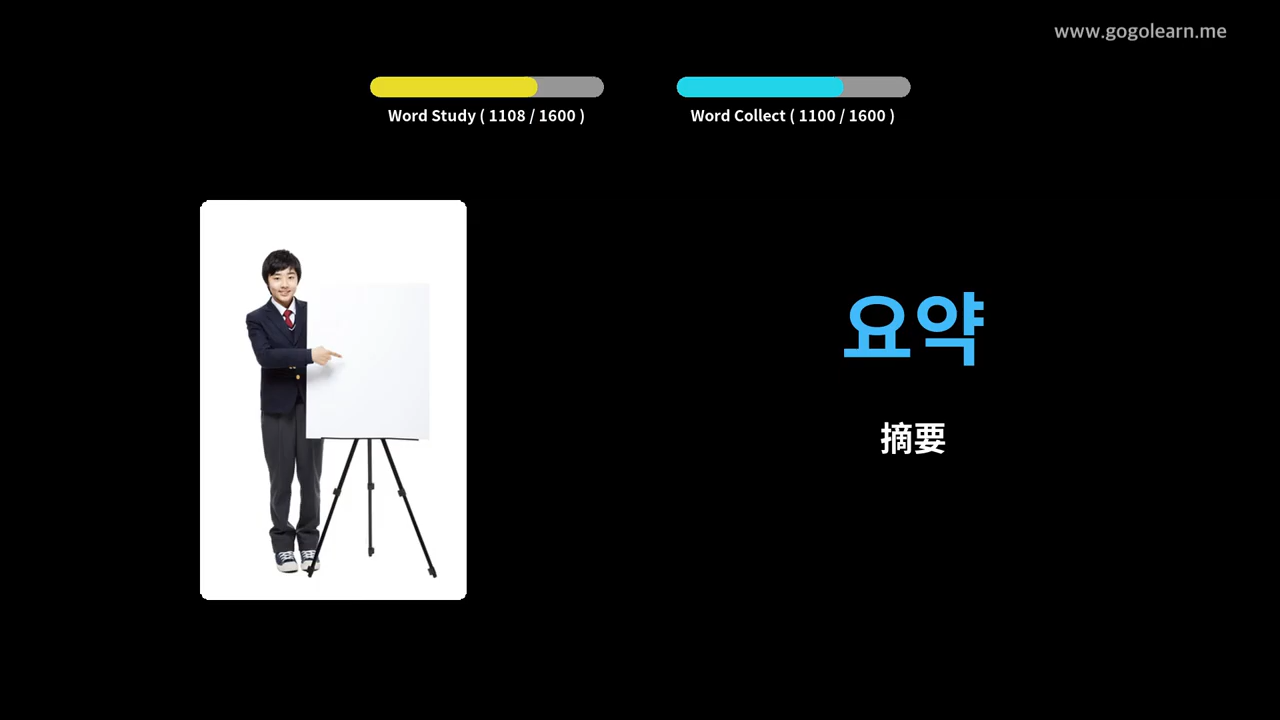 www.gogolearn.me
Word Study ( 1108 / 1600 )
Word Collect ( 1100 / 1600 )
요약
摘要